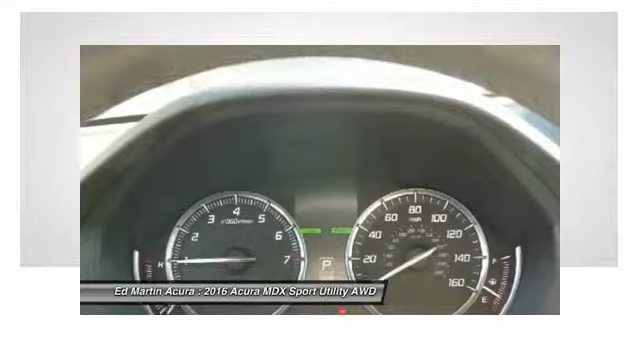 4
3 5
2 6
7
x1000r/min
80
60 100
mph
40 120
20 140
160
H
P
F
E
Ed Martin Acura : 2016 Acura MDX Sport Utility AWD